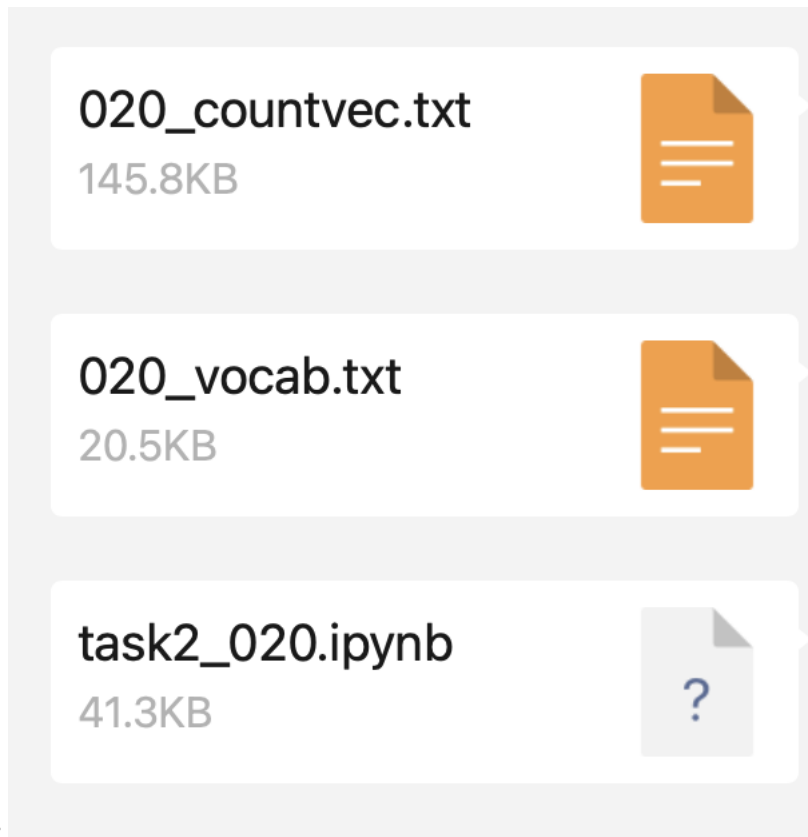 020_countvec.txt
145.8KB
020_vocab.txt
20.5KB
task2_020.ipynb
41.3KB
?